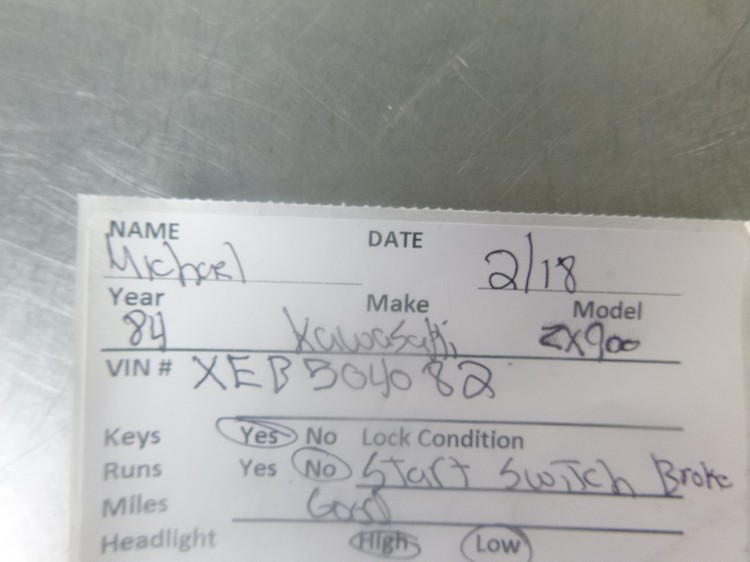 NAME Michael DATE 2/18
Year Make Model
84 Kawasaki ZX900
VIN # XEB504082
Keys Yes No Lock Condition
Runs Yes No Start Switch Broke
Miles Good
Headlight High Low